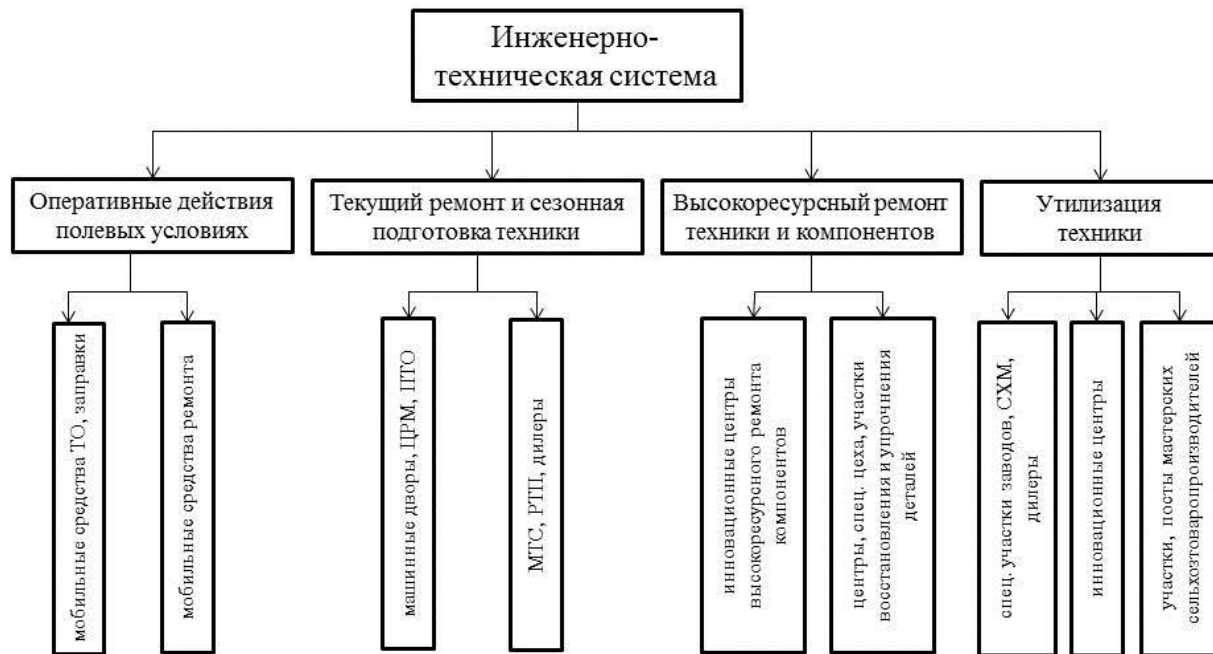 Инженерно-
техническая система
Оперативные действия
полевых условиях
Текущий ремонт и сезонная
подготовка техники
Высокоресурсный ремонт
техники и компонентов
Утилизация
техники
мобильные средства ТО, заправки
мобильные средства ремонта
машинные дворы, ЦРМ, ПТО
МТС, РТП, дилеры
инновационные центры
высокоресурсного ремонта
компонентов
центры, спец. цеха, участки
восстановления и упрочнения
деталей
спец. участки заводов, СХМ,
дилеры
инновационные центры
участки, посты мастерских
сельхозтоваропроизводителей